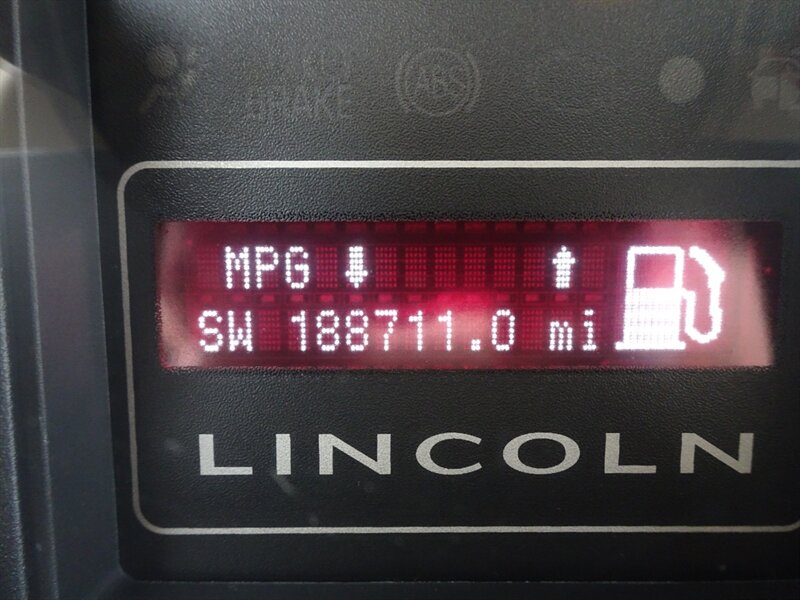 BRAKE
ABS
MPG
SW 188711.0 mi
LINCOLN